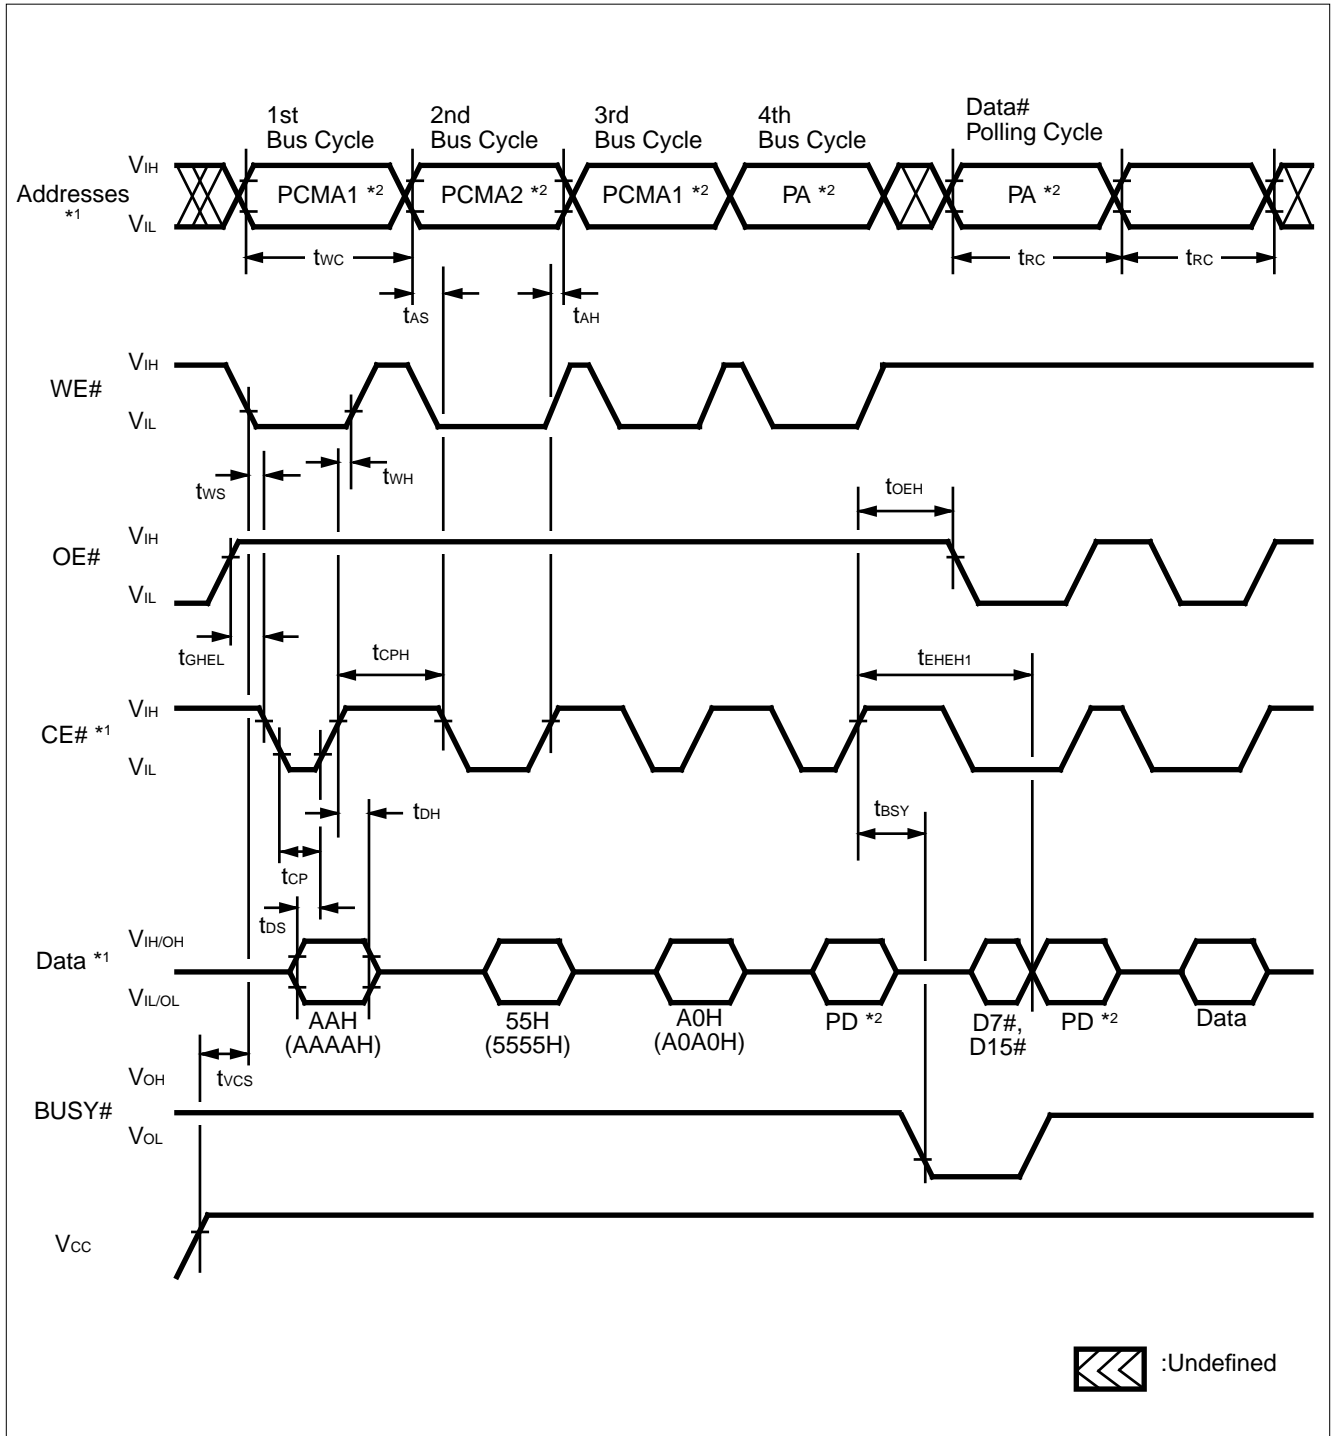 1st
Bus Cycle
2nd
Bus Cycle
3rd
Bus Cycle
4th
Bus Cycle
Data#
Polling Cycle
VIH
Addresses
*1
VIL
PCMA1 *2
PCMA2 *2
PCMA1 *2
PA *2
PA *2
tWC
tRC
tRC
tAS
tAH
VIH
WE#
VIL
tWS
tWH
tOEH
VIH
OE#
VIL
tGHEL
tCPH
tEHEH1
VIH
CE# *1
VIL
tDH
tBSY
tCP
tDS
VIH/OH
Data *1
VIL/OL
AAH
(AAAAH)
55H
(5555H)
A0H
(A0A0H)
PD *2
D7#,
D15#
PD *2
Data
tVCS
VOH
BUSY#
VOL
VCC
:Undefined